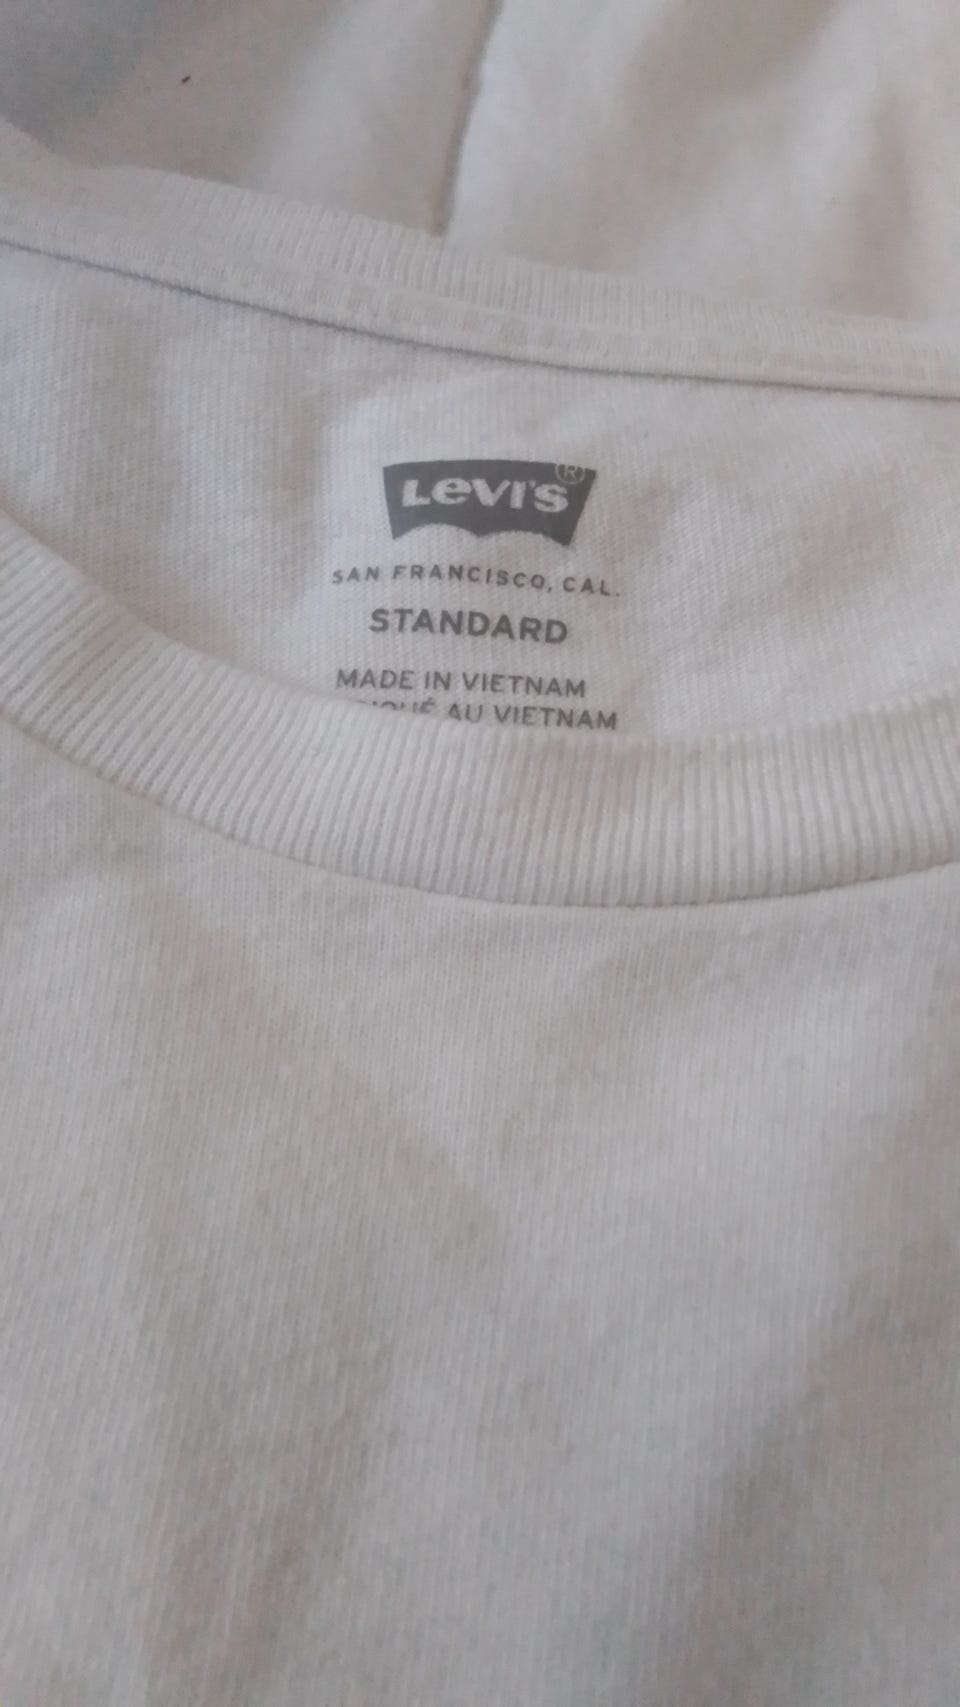 Levi's ®
SAN FRANCISCO, CAL.
STANDARD
MADE IN VIETNAM
AU VIETNAM